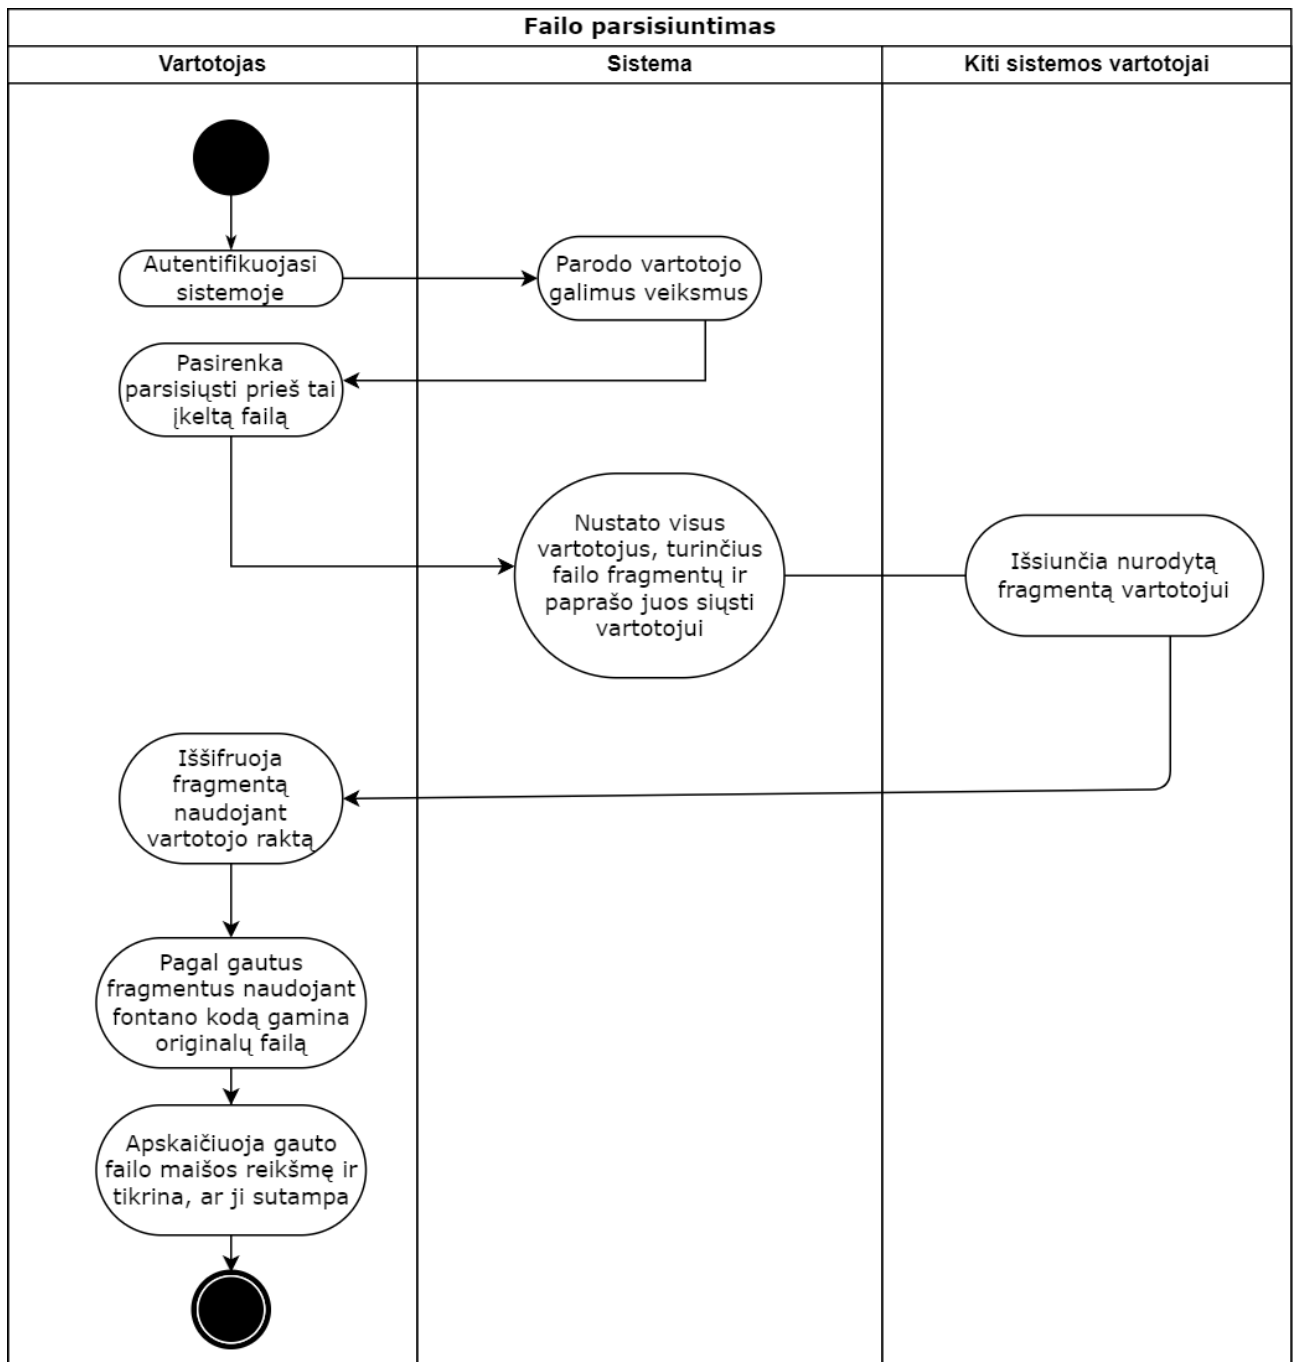 Failo parsisiuntimas
Vartotojas
Sistema
Kiti sistemos vartotojai
Autentifikuojasi
sistemoje
Parodo vartotojo
galimus veiksmus
Pasirenka
parsisiųsti prieš tai
įkeltą failą
Nustato visus
vartotojus, turinčius
failo fragmentų ir
paprašo juos siųsti
vartotojui
Išsiunčia nurodytą
fragmentą vartotojui
Iššifruoja
fragmentą
naudojant
vartotojo raktą
Pagal gautus
fragmentus naudojant
fontano kodą gamina
originalų failą
Apskaičiuoja gauto
failo maišos reikšmę ir
tikrina, ar ji sutampa